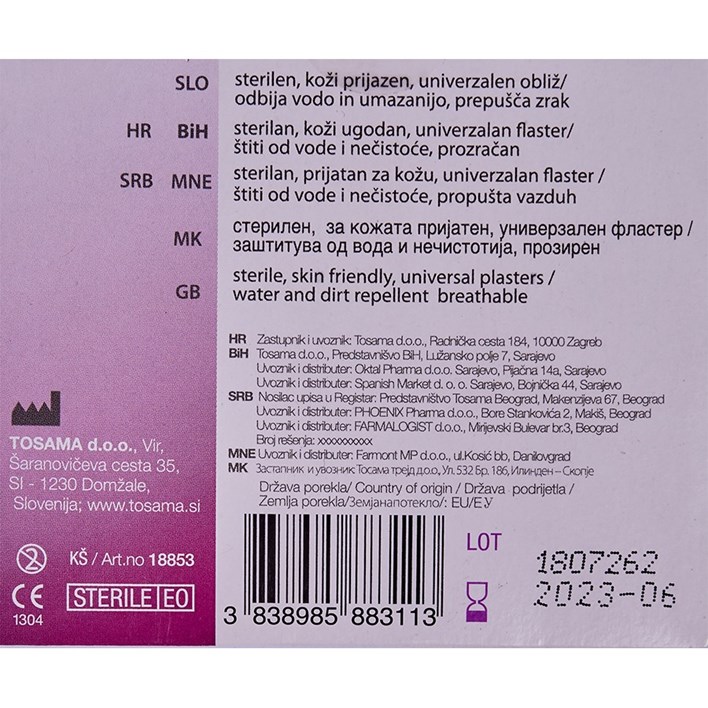 SLO sterilen, koži prijazen, univerzalen obliž/
odbija vodo in umazanijo, prepušča zrak
HR BiH sterilan, koži ugodan, univerzalan flaster/
štiti od vode i nečistoće, prozračan
SRB MNE sterilan, prijatan za kožu, univerzalan flaster /
štiti od vode i nečistoće, propušta vazduh
MK стерилен, за кожата пријатен, универзален фластер /
заштитува од вода и нечистотија, прозирен
GB sterile, skin friendly, universal plasters /
water and dirt repellent breathable
HR Zastupnik i uvoznik: Tosama d.o.o., Radnička cesta 184, 10000 Zagreb
BiH Tosama d.o.o., Predstavništvo BiH, Lužansko polje 7, Sarajevo
Uvoznik i distributer: Oktal Pharma d.o.o. Sarajevo, Pijačna 14a, Sarajevo
Uvoznik i distributer: Spanish Market d. o. o. Sarajevo, Bojnička 44, Sarajevo
SRB Nosilac upisa u Registar: Predstavništvo Tosama Beograd, Makenzijeva 67, Beograd
Uvoznik i distributer: PHOENIX Pharma d.o.o., Bore Stankovića 2, Makiš, Beograd
Uvoznik i distributer: FARMALOGIST d.o.o., Mirijevski Bulevar br.3, Beograd
Broj rešenja: xxxxxxxxxx
MNE Uvoznik i distributer: Farmont MP d.o.o., ul.Kosić bb, Danilovgrad
MK Застапник и увозник Тосама трејд д.о.о., Ул. 532 Бр. 186, Илинден – Скопје
Država porekla/ Country of origin / Država podrijetla /
Zemlja porekla/Земјанапотекло/: EU/Е.У
TOSAMA d.o.o., Vir,
Šaranovičeva cesta 35,
SI - 1230 Domžale,
Slovenija; www.tosama.si
2
KŠ / Art.no 18853
CE
1304
STERILE EO
3 838985 883113
LOT 1807262
2023-06